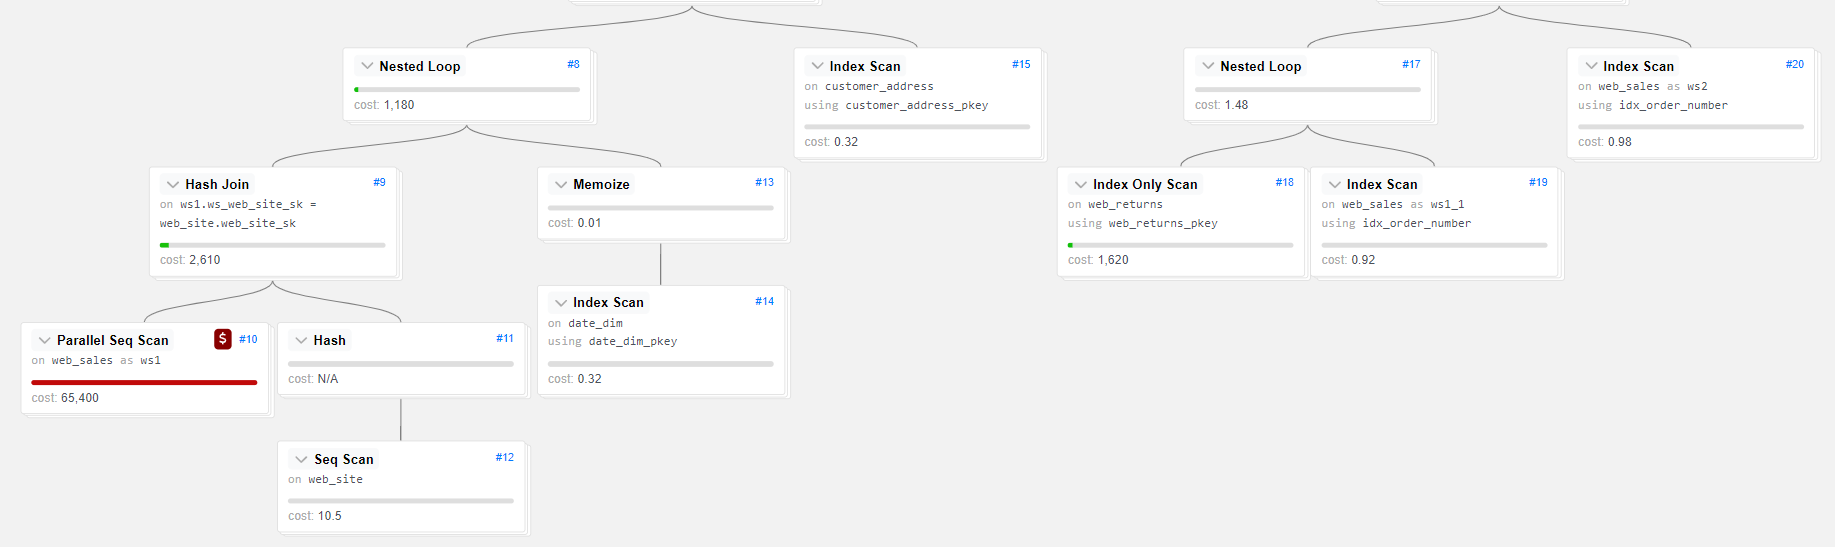 Nested Loop #8
cost: 1,180
Index Scan #15
on customer_address
using customer_address_pkey
cost: 0.32
Nested Loop #17
cost: 1.48
Index Scan #20
on web_sales as ws2
using idx_order_number
cost: 0.98
Hash Join #9
on ws1.ws_web_site_sk =
web_site.web_site_sk
cost: 2,610
Memoize #13
cost: 0.01
Index Only Scan #18
on web_returns
using web_returns_pkey
cost: 1,620
Index Scan #19
on web_sales as ws1_1
using idx_order_number
cost: 0.92
Parallel Seq Scan $ #10
on web_sales as ws1
cost: 65,400
Hash #11
cost: N/A
Index Scan #14
on date_dim
using date_dim_pkey
cost: 0.32
Seq Scan #12
on web_site
cost: 10.5